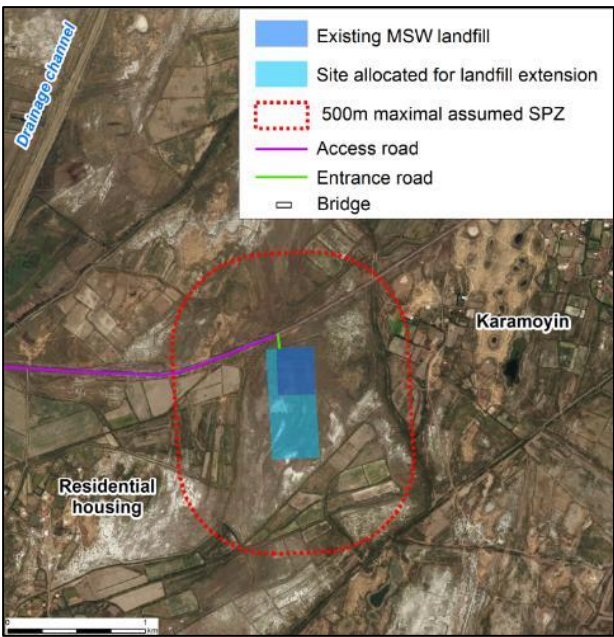 Existing MSW landfill
Site allocated for landfill extension
500m maximal assumed SPZ
Access road
Entrance road
Bridge
Drainage channel
Karamoyin
Residential
housing
0 1
km